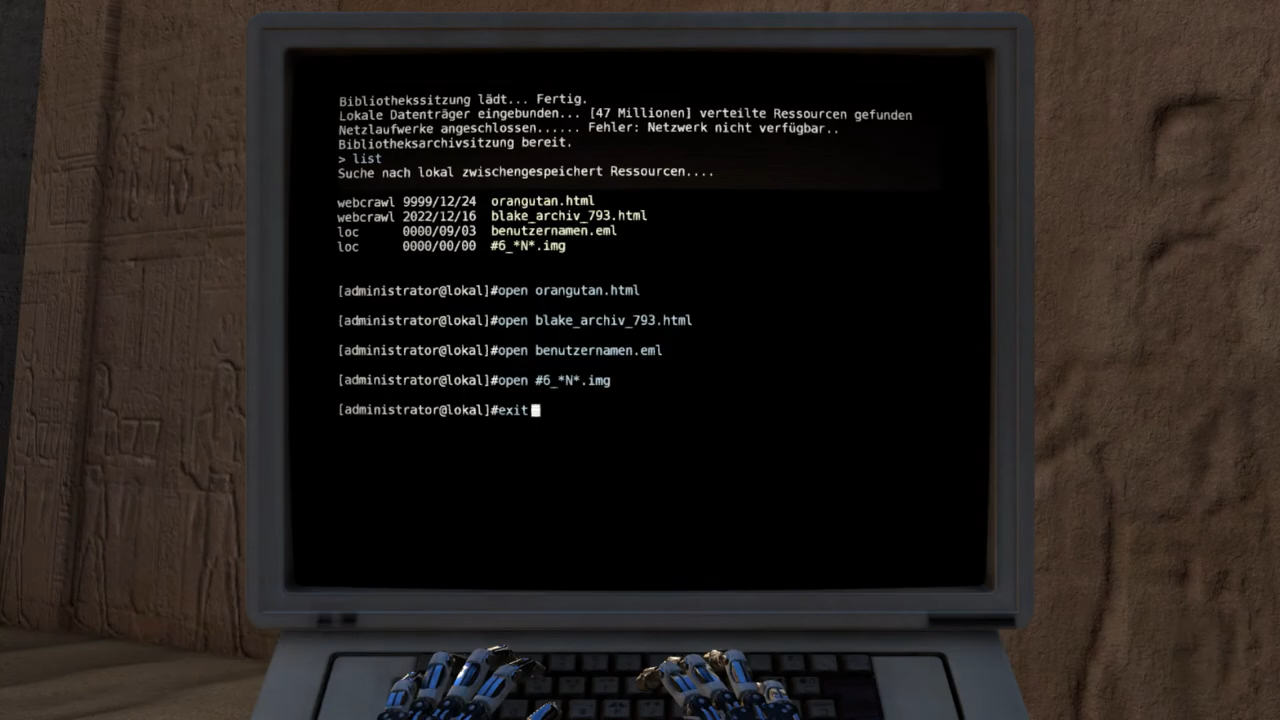 Bibliothekssitzung lädt... Fertig.
Lokale Datenträger eingebunden... [47 Millionen] verteilte Ressourcen gefunden
Netzlaufwerke angeschlossen...... Fehler: Netzwerk nicht verfügbar..
Bibliotheksarchivsitzung bereit.
> list
Suche nach lokal zwischengespeichert Ressourcen....
webcrawl 9999/12/24 orangutan.html
webcrawl 2022/12/16 blake_archiv_793.html
loc 0000/09/03 benutzernamen.eml
loc 0000/00/00 #6_*N*.img
[administrator@lokal]#open orangutan.html
[administrator@lokal]#open blake_archiv_793.html
[administrator@lokal]#open benutzernamen.eml
[administrator@lokal]#open #6_*N*.img
[administrator@lokal]#exit